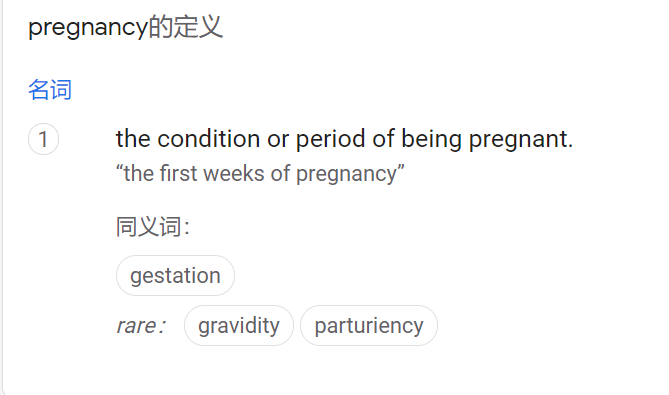 pregnancy的定义
名词
1 the condition or period of being pregnant.
“the first weeks of pregnancy”
同义词：
gestation
rare： gravidity parturiency